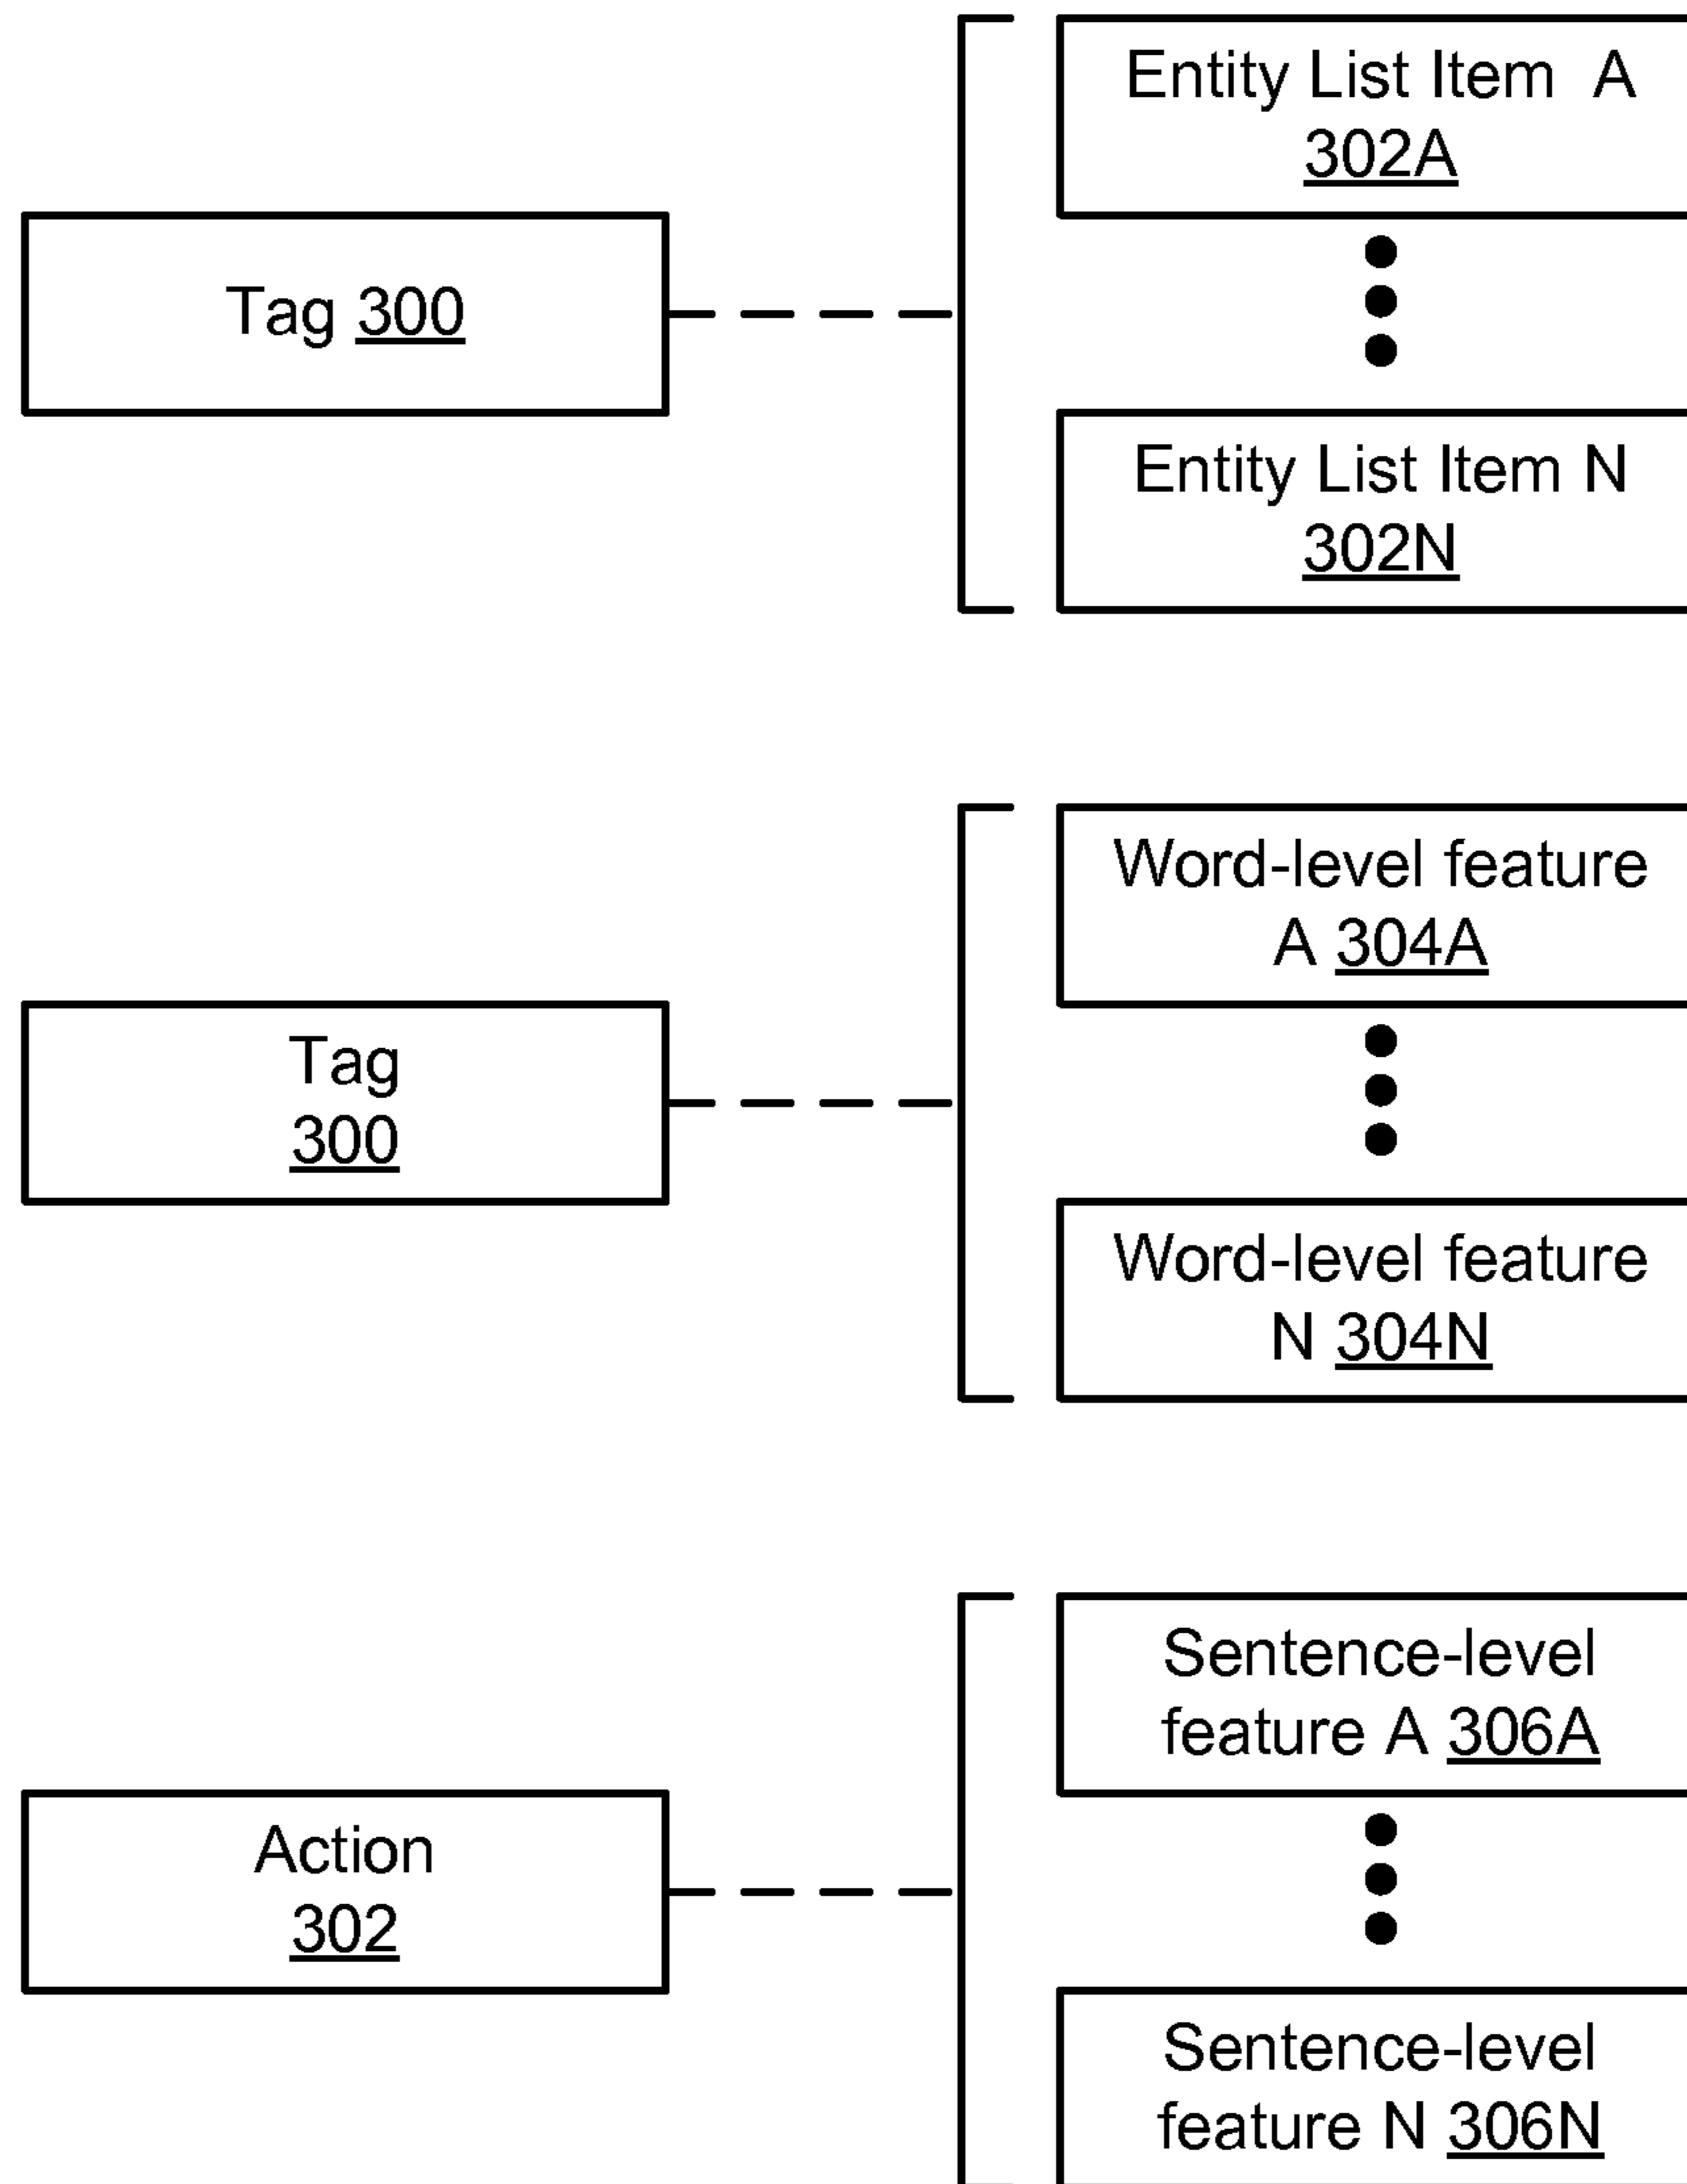 Entity List Item A
302A
Tag 300
Entity List Item N
302N
Word-level feature
A 304A
Tag
300
Word-level feature
N 304N
Sentence-level
feature A 306A
Action
302
Sentence-level
feature N 306N